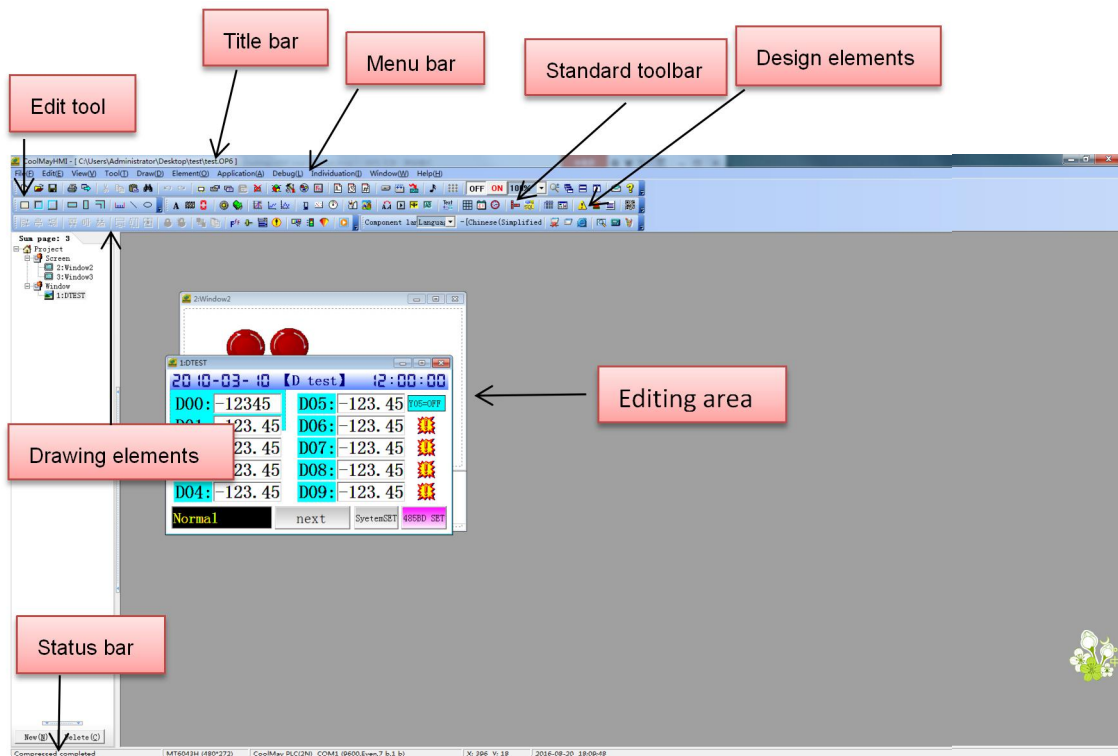 Title bar
Menu bar
Standard toolbar
Design elements
Edit tool
CoolMayHMI - [ C:\Users\Administrator\Desktop\test\test.OP6 ]
File(F) Edit(E) View(V) Tool(T) Draw(D) Element(O) Application(A) Debug(L) Individuation(I) Window(W) Help(H)
OFF ON 100%
Component lan Languag - [Chinese(Simplified
Sum page: 3
Project
Screen
2:Window2
3:Window3
Window
1:DTEST
2:Window2
1:DTEST
2010-03-10 【D test】 12:00:00
D00: -12345 D05: -123.45 Y05=OFF
-123.45 D06: -123.45
-123.45 D07: -123.45
-123.45 D08: -123.45
D04: -123.45 D09: -123.45
Normal next SyetemSET 485BD SET
Editing area
Drawing elements
Status bar
New(N) Delete(C)
Compressed completed MT6043H (480*272) CoolMay PLC(2N) COM1 (9600,Even,7 b,1 b) X: 396 Y: 18 2016-08-20 18:09:48